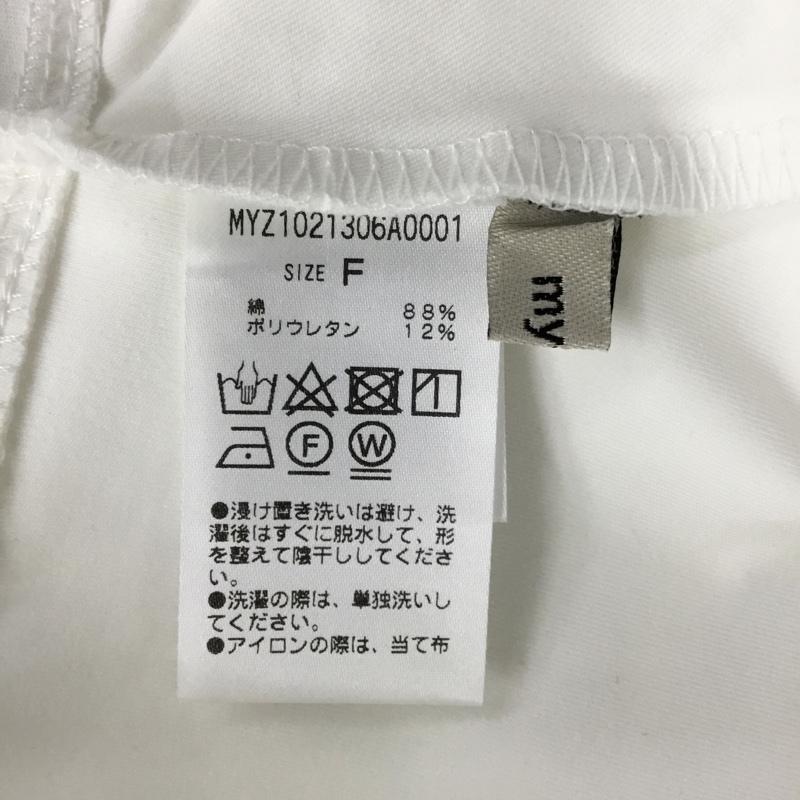 MYZ1021306A0001
SIZE F
綿 88%
ポリウレタン 12%
my
F
W
●浸け置き洗いは避け、洗
濯後はすぐに脱水して、形
を整えて陰干ししてくださ
い。
●洗濯の際は、単独洗いし
てください。
●アイロンの際は、当て布